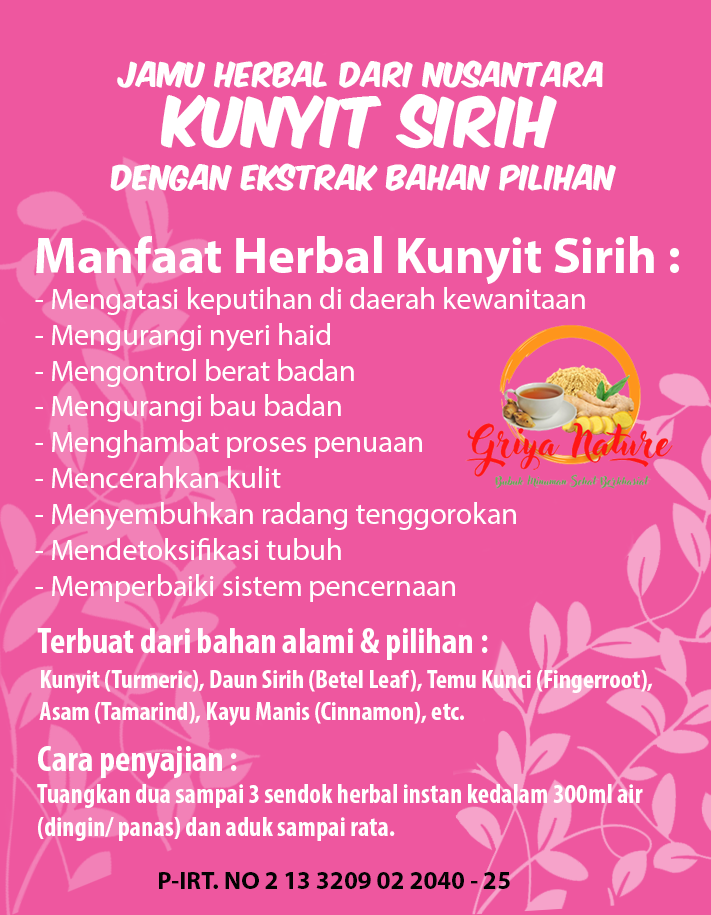 JAMU HERBAL DARI NUSANTARA
KUNYIT SIRIH
DENGAN EKSTRAK BAHAN PILIHAN
Manfaat Herbal Kunyit Sirih :
- Mengatasi keputihan di daerah kewanitaan
- Mengurangi nyeri haid
- Mengontrol berat badan
- Mengurangi bau badan
- Menghambat proses penuaan
- Mencerahkan kulit
- Menyembuhkan radang tenggorokan
- Mendetoksifikasi tubuh
- Memperbaiki sistem pencernaan
Griya Nature
Terbuat dari bahan alami & pilihan :
Kunyit (Turmeric), Daun Sirih (Betel Leaf), Temu Kunci (Fingerroot),
Asam (Tamarind), Kayu Manis (Cinnamon), etc.
Cara penyajian :
Tuangkan dua sampai 3 sendok herbal instan kedalam 300ml air
(dingin/ panas) dan aduk sampai rata.
P-IRT. NO 2 13 3209 02 2040 - 25